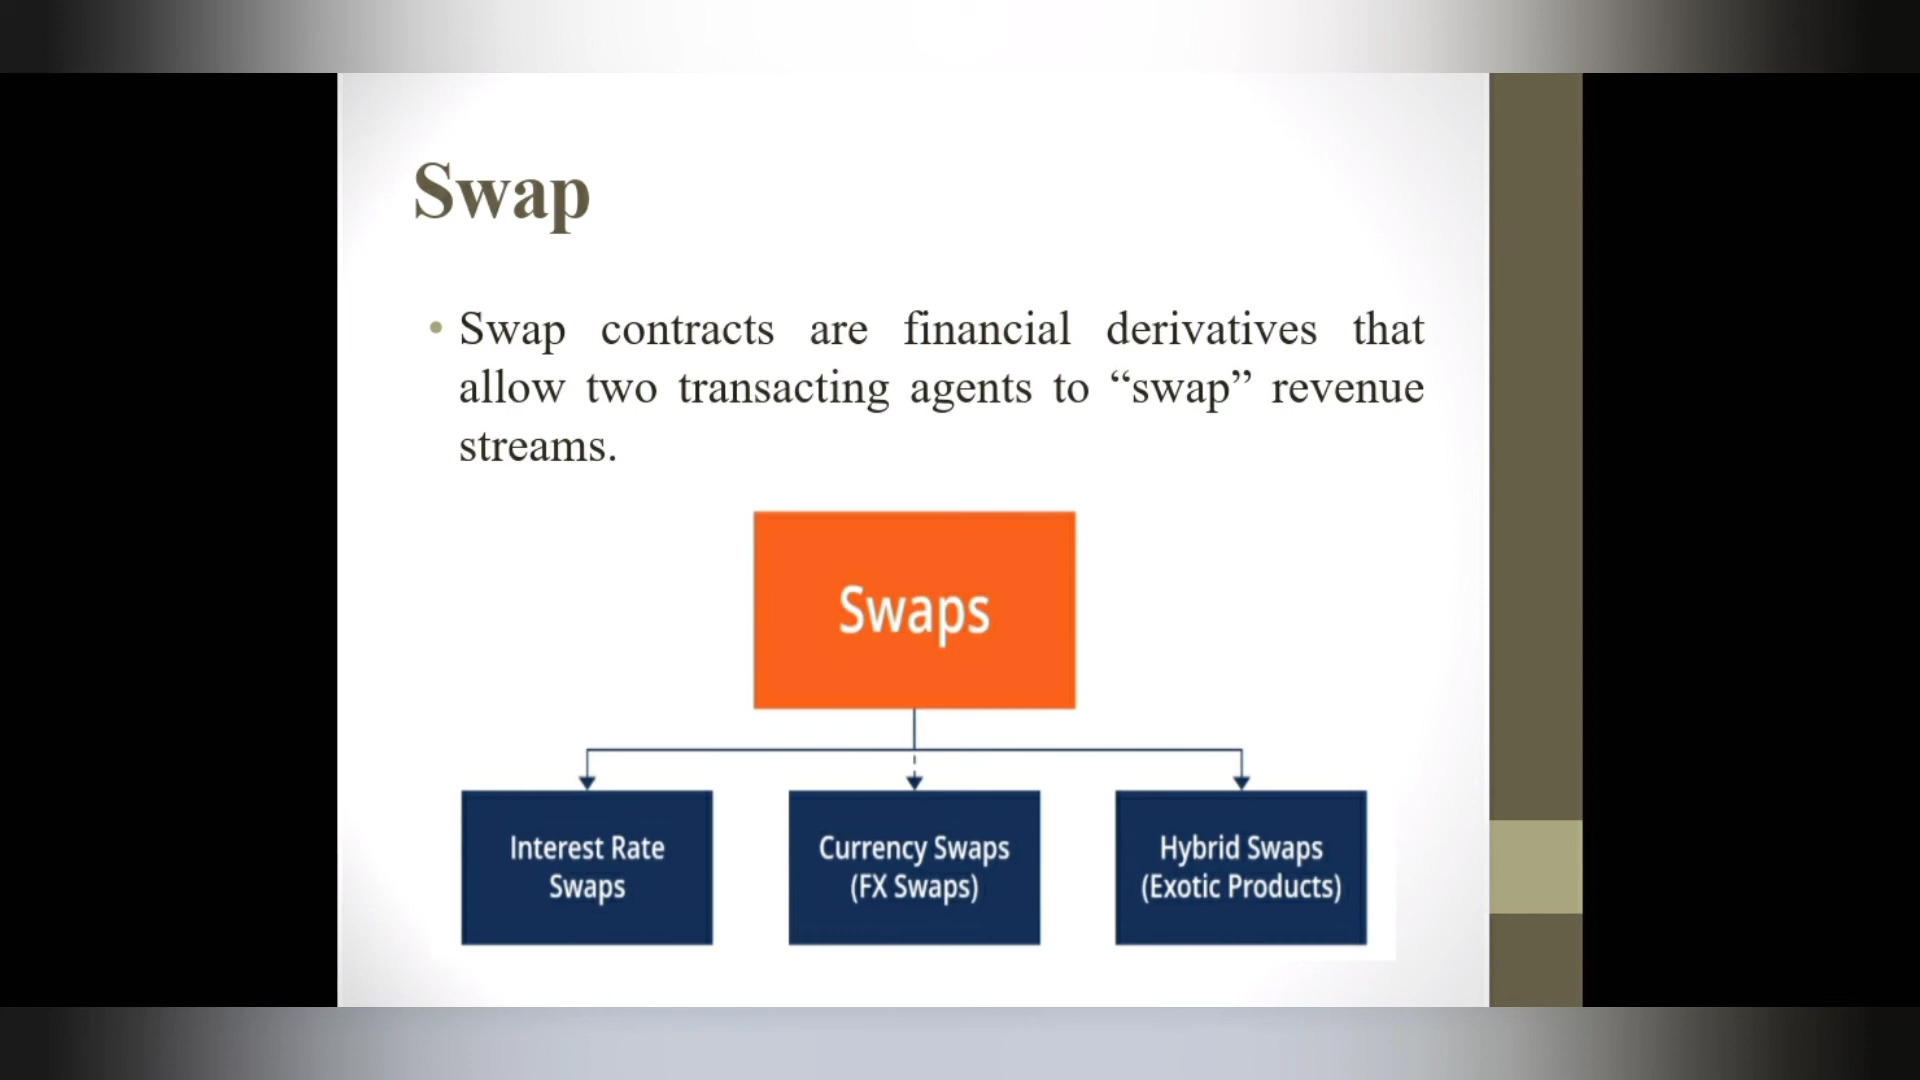 Swap
• Swap contracts are financial derivatives that
allow two transacting agents to “swap” revenue
streams.
Swaps
Interest Rate
Swaps
Currency Swaps
(FX Swaps)
Hybrid Swaps
(Exotic Products)